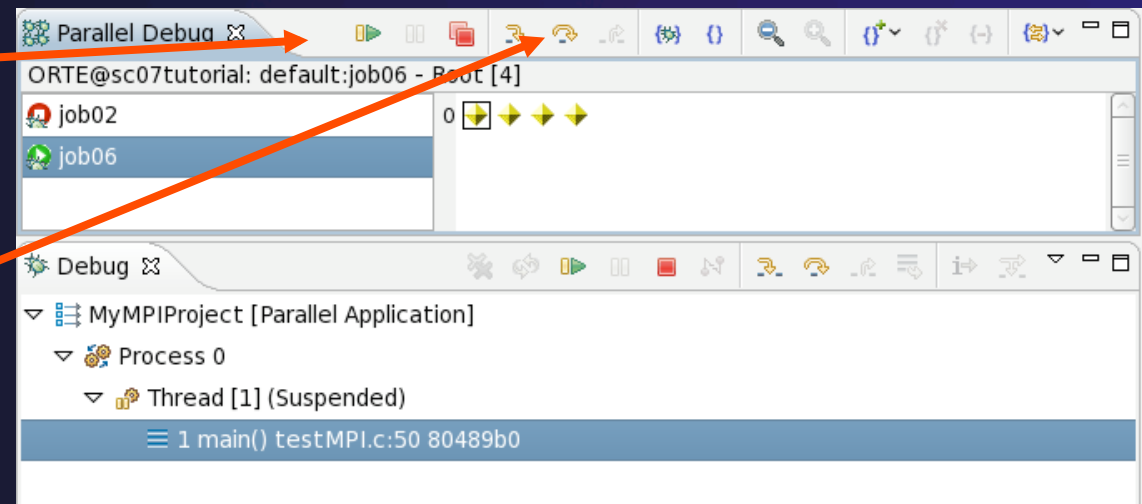 Parallel Debug
ORTE@sc07tutorial: default:job06 - Root [4]
job02
0
job06
Debug
MyMPIProject [Parallel Application]
Process 0
Thread [1] (Suspended)
1 main() testMPI.c:50 80489b0